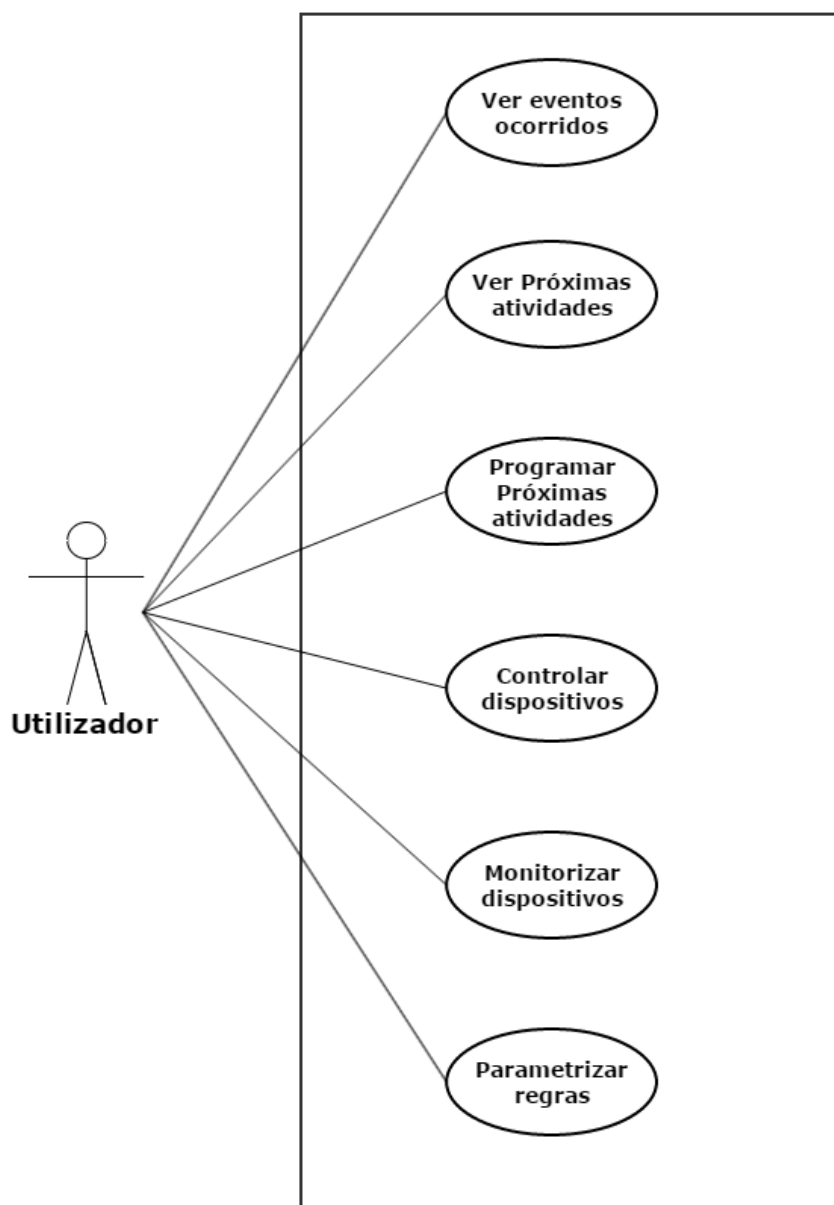 Ver eventos
ocorridos
Ver Próximas
atividades
Programar
Próximas
atividades
Controlar
dispositivos
Utilizador
Monitorizar
dispositivos
Parametrizar
regras